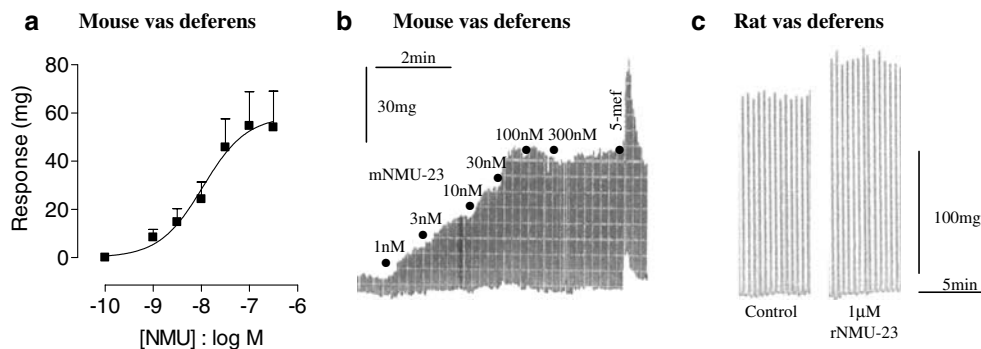 a Mouse vas deferens
80
60
40
20
0
Response (mg)
-10 -9 -8 -7 -6
[NMU] : log M
b Mouse vas deferens
2min
30mg
mNMU-23
1nM
3nM
10nM
30nM
100nM
300nM
5-mef
c Rat vas deferens
100mg
5min
Control
1µM
rNMU-23